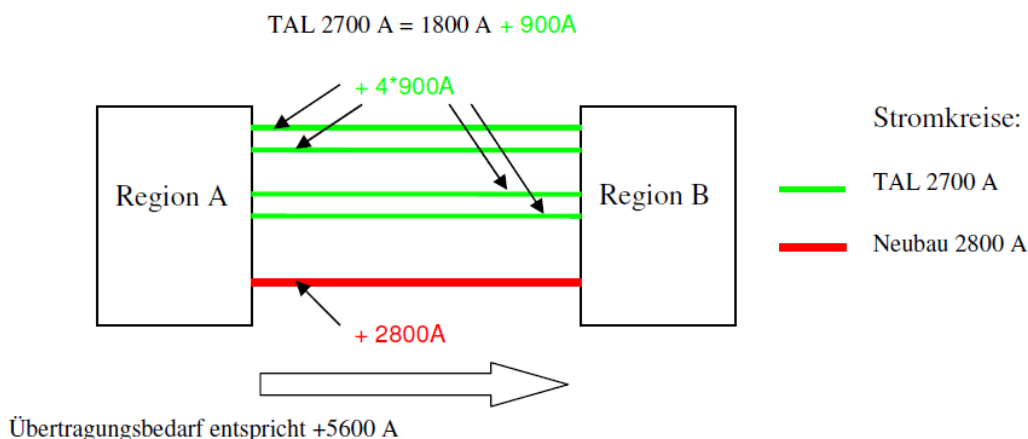 TAL 2700 A = 1800 A + 900A
+ 4*900A
Stromkreise:
Region A
Region B
TAL 2700 A
Neubau 2800 A
+ 2800A
Übertragungsbedarf entspricht +5600 A